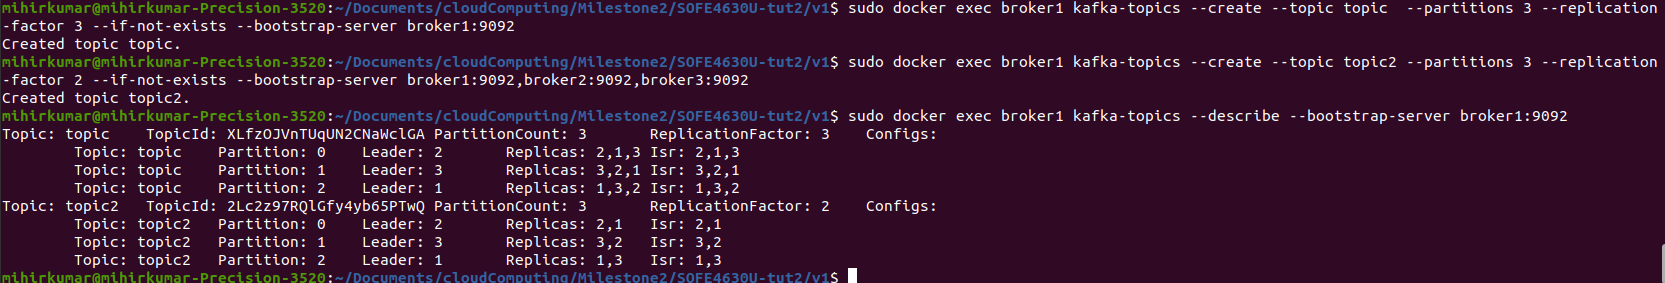 mihirkumar@mihirkumar-Precision-3520:~/Documents/cloudComputing/Milestone2/SOFE4630U-tut2/v1$ sudo docker exec broker1 kafka-topics --create --topic topic  --partitions 3 --replication
-factor 3 --if-not-exists --bootstrap-server broker1:9092
Created topic topic.
mihirkumar@mihirkumar-Precision-3520:~/Documents/cloudComputing/Milestone2/SOFE4630U-tut2/v1$ sudo docker exec broker1 kafka-topics --create --topic topic2 --partitions 3 --replication
-factor 2 --if-not-exists --bootstrap-server broker1:9092,broker2:9092,broker3:9092
Created topic topic2.
mihirkumar@mihirkumar-Precision-3520:~/Documents/cloudComputing/Milestone2/SOFE4630U-tut2/v1$ sudo docker exec broker1 kafka-topics --describe --bootstrap-server broker1:9092
Topic: topic	TopicId: XLfzOJVnTUqUN2CNaWclGA	PartitionCount: 3	ReplicationFactor: 3	Configs:
	Topic: topic	Partition: 0	Leader: 2	Replicas: 2,1,3	Isr: 2,1,3
	Topic: topic	Partition: 1	Leader: 3	Replicas: 3,2,1	Isr: 3,2,1
	Topic: topic	Partition: 2	Leader: 1	Replicas: 1,3,2	Isr: 1,3,2
Topic: topic2	TopicId: 2Lc2z97RQlGfy4yb65PTwQ	PartitionCount: 3	ReplicationFactor: 2	Configs:
	Topic: topic2	Partition: 0	Leader: 2	Replicas: 2,1	Isr: 2,1
	Topic: topic2	Partition: 1	Leader: 3	Replicas: 3,2	Isr: 3,2
	Topic: topic2	Partition: 2	Leader: 1	Replicas: 1,3	Isr: 1,3
mihirkumar@mihirkumar-Precision-3520:~/Documents/cloudComputing/Milestone2/SOFE4630U-tut2/v1$